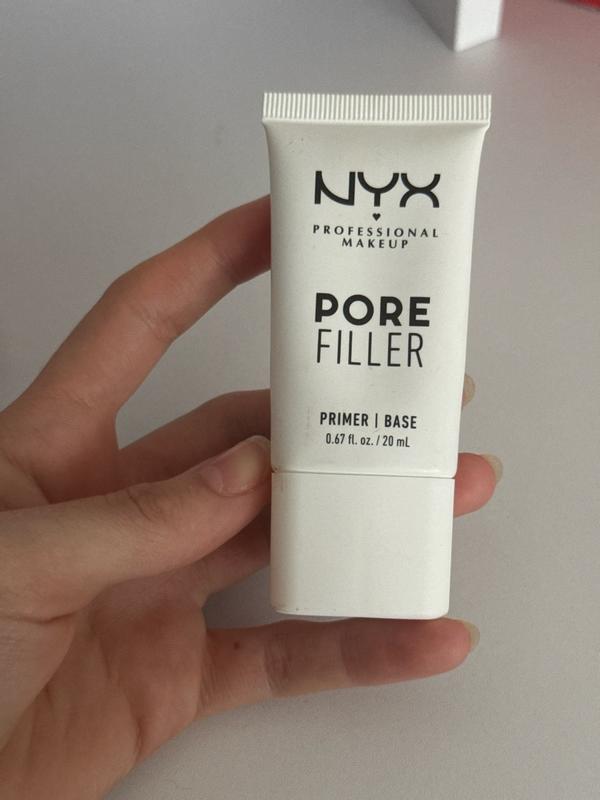 NYX
PROFESSIONAL
MAKEUP
PORE
FILLER
PRIMER | BASE
0.67 fl. oz. / 20 mL